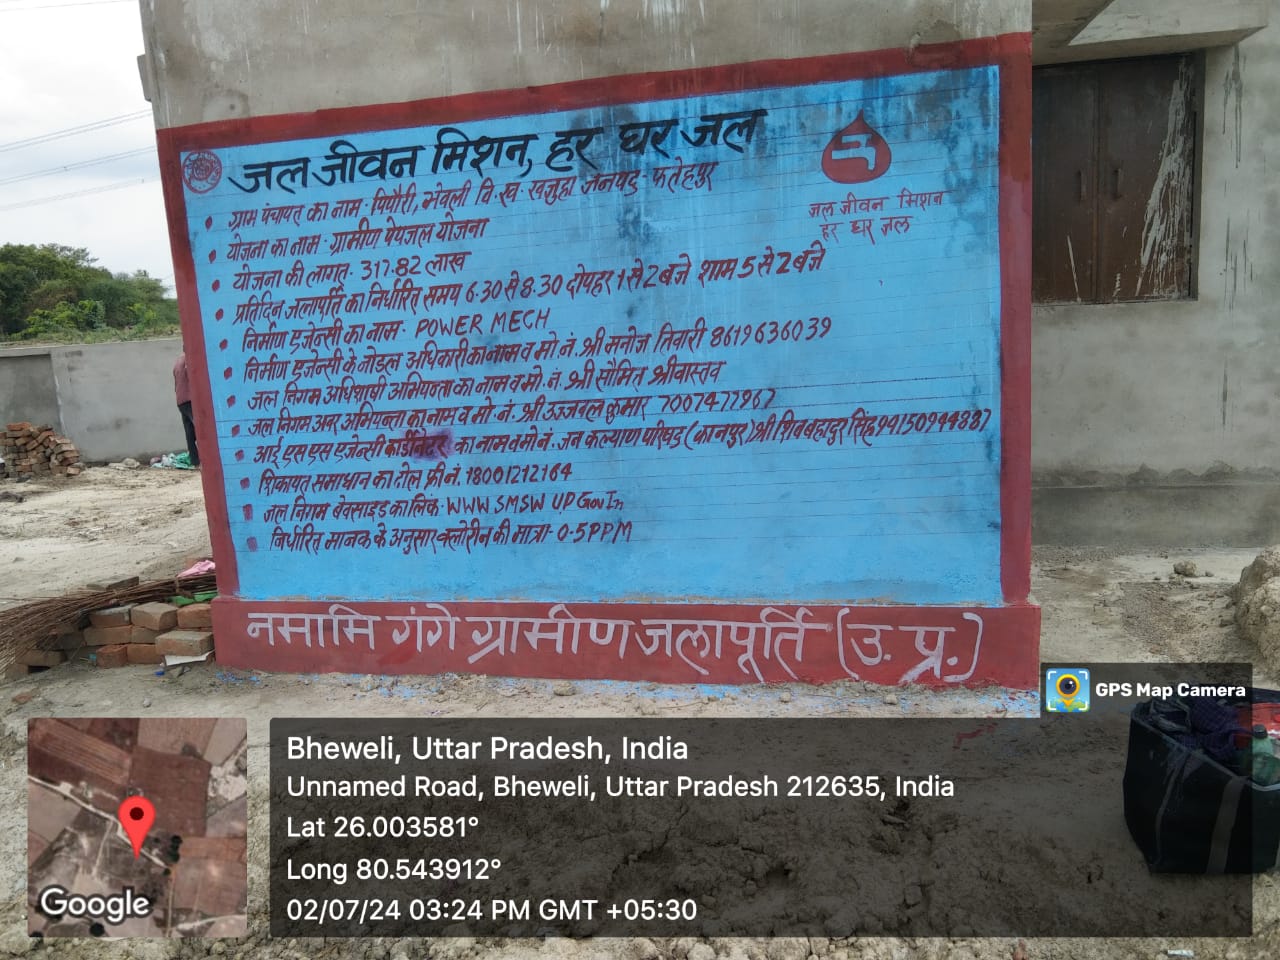 जल जीवन मिशन, हर घर जल
ग्राम पंचायत का नाम- पिपौरी, भेवली वि.ख. खजुहा जनपद- फतेहपुर
योजना का नाम- ग्रामीण पेयजल योजना
योजना की लागत- 317.82 लाख
प्रतिदिन जलापूर्ति का निर्धारित समय 6.30 से 8.30 दोपहर 1 से 2 बजे शाम 5 से 2 बजे
निर्माण एजेन्सी का नाम- POWER MECH
निर्माण एजेन्सी के नोडल अधिकारी का नाम व मो. नं. श्री मनोज तिवारी 8619636039
जल निगम अधिशाषी अभियन्ता का नाम व मो. नं. श्री सौमित्र श्रीवास्तव
जल निगम अवर अभियन्ता का नाम व मो. नं. श्री उज्जवल कुमार 7007477967
आई एस एस एजेन्सी कार्डीनेटर का नाम व मो नं. जन कल्याण परिषद (कानपुर) श्री शिव बहादुर सिंह 9150944887
शिकायत समाधान का टोल फ्री नं. 18001212164
जल निगम बेवसाइड का लिंक- WWW SMSW UP Gov In
निर्धारित मानक के अनुसार क्लोरीन की मात्रा- 0.5 PPM
जल जीवन मिशन
हर घर जल
नमामि गंगे ग्रामीण जलापूर्ति (उ. प्र.)
GPS Map Camera
Bheweli, Uttar Pradesh, India
Unnamed Road, Bheweli, Uttar Pradesh 212635, India
Lat 26.003581°
Long 80.543912°
02/07/24 03:24 PM GMT +05:30
Google